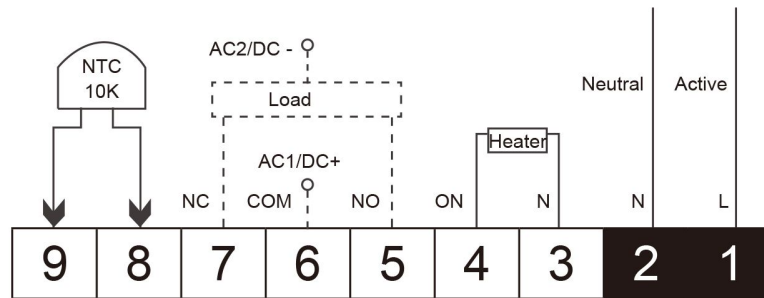 AC2/DC -
NTC
10K
Load
Neutral
Active
Heater
AC1/DC+
NC
COM
NO
ON
N
N
L
9
8
7
6
5
4
3
2
1